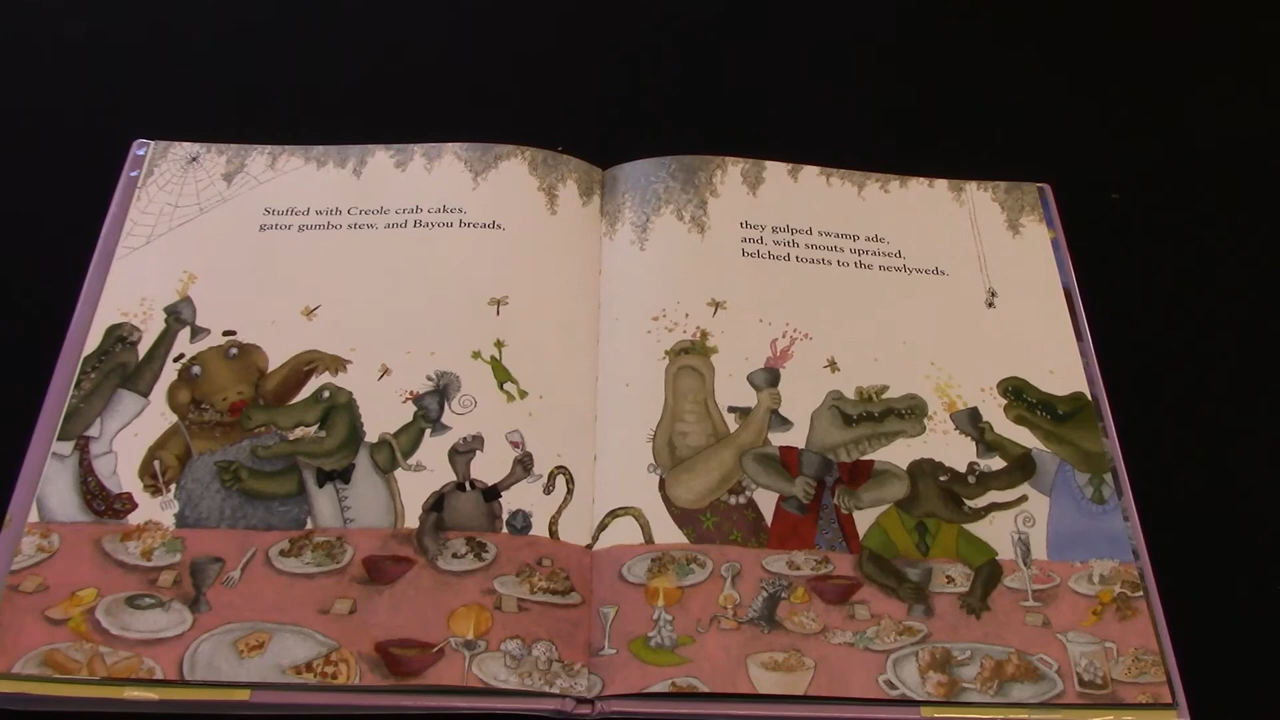 Stuffed with Creole crab cakes,
gator gumbo stew, and Bayou breads,
they gulped swamp ade,
and, with snouts upraised,
belched toasts to the newlyweds.